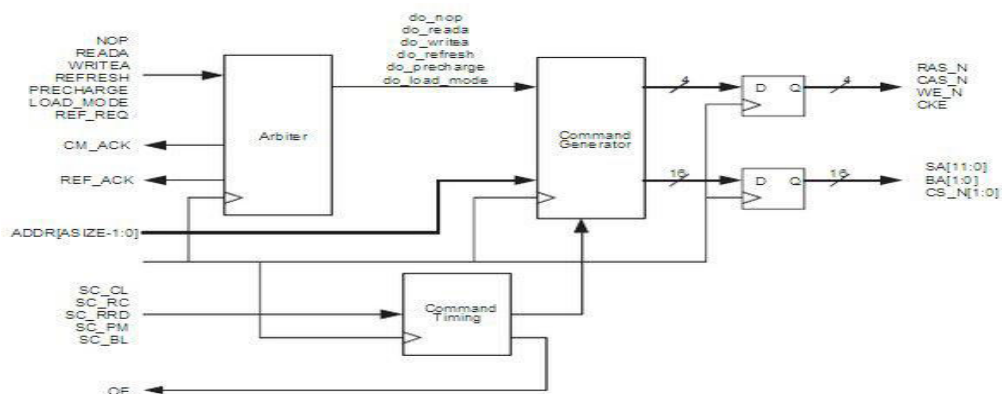 do_nop
do_reada
do_writea
do_refresh
do_precharge
do_load_mode
NOP
READA
WRITEA
REFRESH
PRECHARGE
LOAD_MODE
REF_REQ
CM_ACK
REF_ACK
ADDR[ASIZE-1:0]
Arbiter
Command
Generator
4
D Q
4
RAS_N
CAS_N
WE_N
CKE
16
D Q
16
SA[11:0]
BA[1:0]
CS_N[1:0]
SC_CL
SC_RC
SC_RRD
SC_PM
SC_BL
Command
Timing
OE